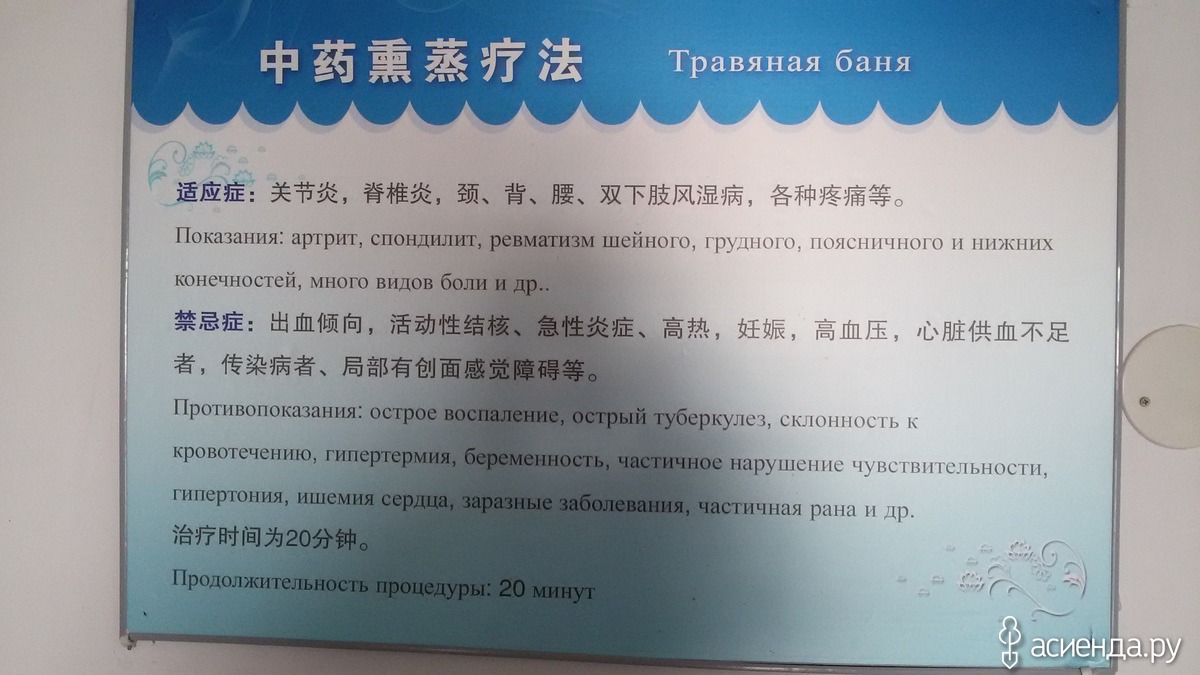 中药熏蒸疗法 Травяная баня
适应症：关节炎，脊椎炎，颈、背、腰、双下肢风湿病，各种疼痛等。
Показания: артрит, спондилит, ревматизм шейного, грудного, поясничного и нижних
конечностей, много видов боли и др..
禁忌症：出血倾向，活动性结核、急性炎症、高热，妊娠，高血压，心脏供血不足
者，传染病者、局部有创面感觉障碍等。
Противопоказания: острое воспаление, острый туберкулез, склонность к
кровотечению, гипертермия, беременность, частичное нарушение чувствительности,
гипертония, ишемия сердца, заразные заболевания, частичная рана и др.
治疗时间为20分钟。
Продолжительность процедуры: 20 минут
асиенда.ру